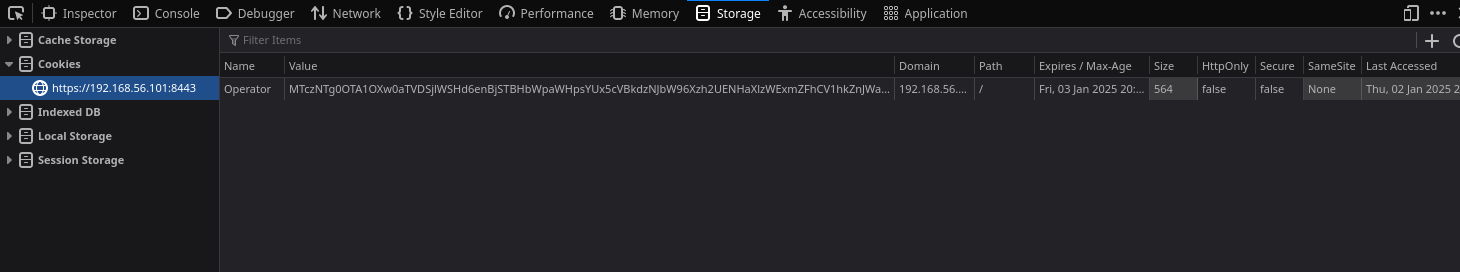 Inspector Console Debugger Network Style Editor Performance Memory Storage Accessibility Application
Cache Storage
Filter Items
Cookies
Name Value Domain Path Expires / Max-Age Size HttpOnly Secure SameSite Last Accessed
https://192.168.56.101:8443
Operator MTczNTg0OTA1OXw0aTVDSjlWSHd6enBjSTBHbWpaWHpsYUx5cVBkdzNJbW96Xzh2UENHaXlzWExmZFhCV1hkZnJWa... 192.168.56.... / Fri, 03 Jan 2025 20:... 564 false false None Thu, 02 Jan 2025 2
Indexed DB
Local Storage
Session Storage